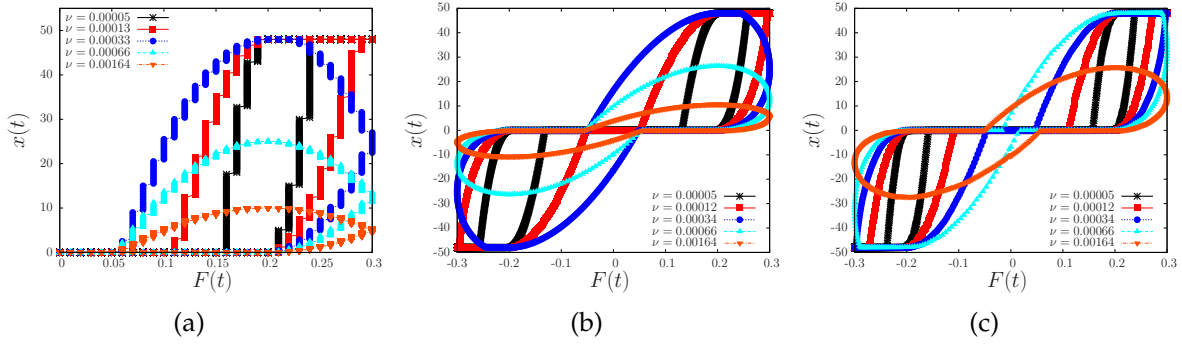 x(t)
50
40
30
20
10
0
ν = 0.00005
ν = 0.00013
ν = 0.00033
ν = 0.00066
ν = 0.00164
0 0.05 0.1 0.15 0.2 0.25 0.3
F(t)
(a)
x(t)
50
40
30
20
10
0
-10
-20
-30
-40
-50
ν = 0.00005
ν = 0.00012
ν = 0.00034
ν = 0.00066
ν = 0.00164
-0.3 -0.2 -0.1 0 0.1 0.2 0.3
F(t)
(b)
x(t)
50
40
30
20
10
0
-10
-20
-30
-40
-50
ν = 0.00005
ν = 0.00012
ν = 0.00034
ν = 0.00066
ν = 0.00164
-0.3 -0.2 -0.1 0 0.1 0.2 0.3
F(t)
(c)